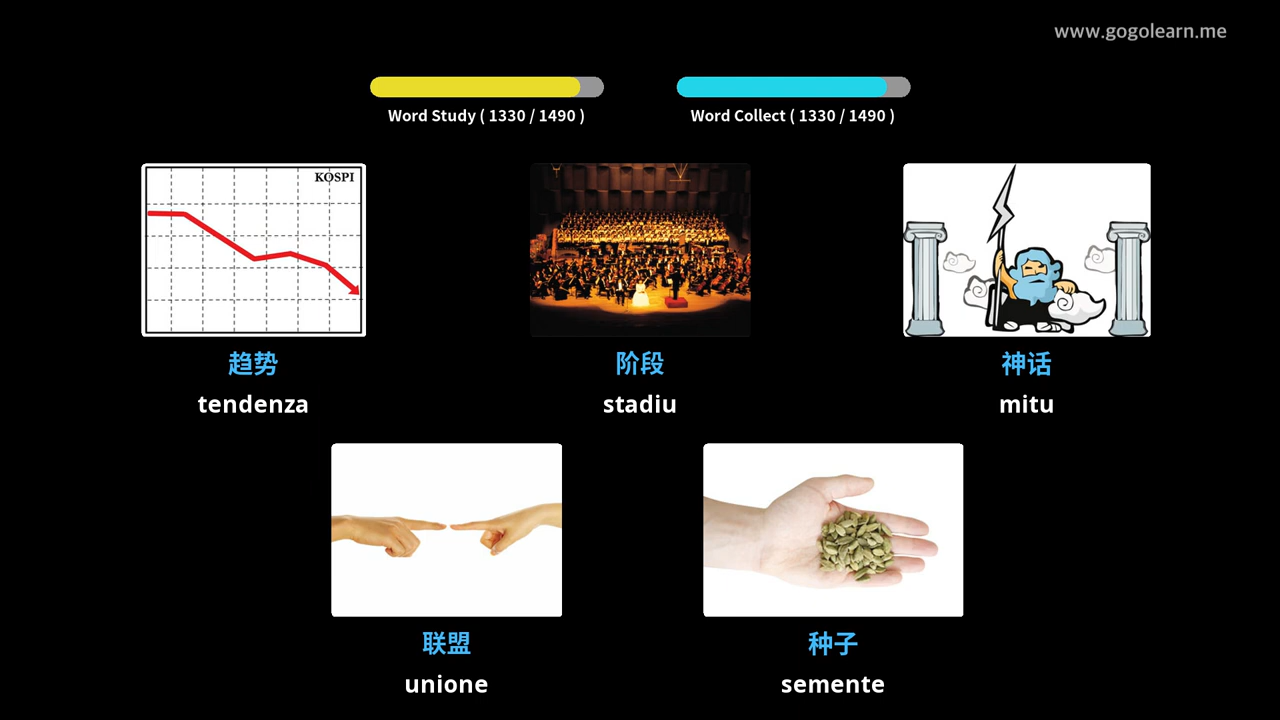 www.gogolearn.me
Word Study ( 1330 / 1490 )
Word Collect ( 1330 / 1490 )
KOSPI
趋势
阶段
神话
tendenza
stadiu
mitu
联盟
种子
unione
semente